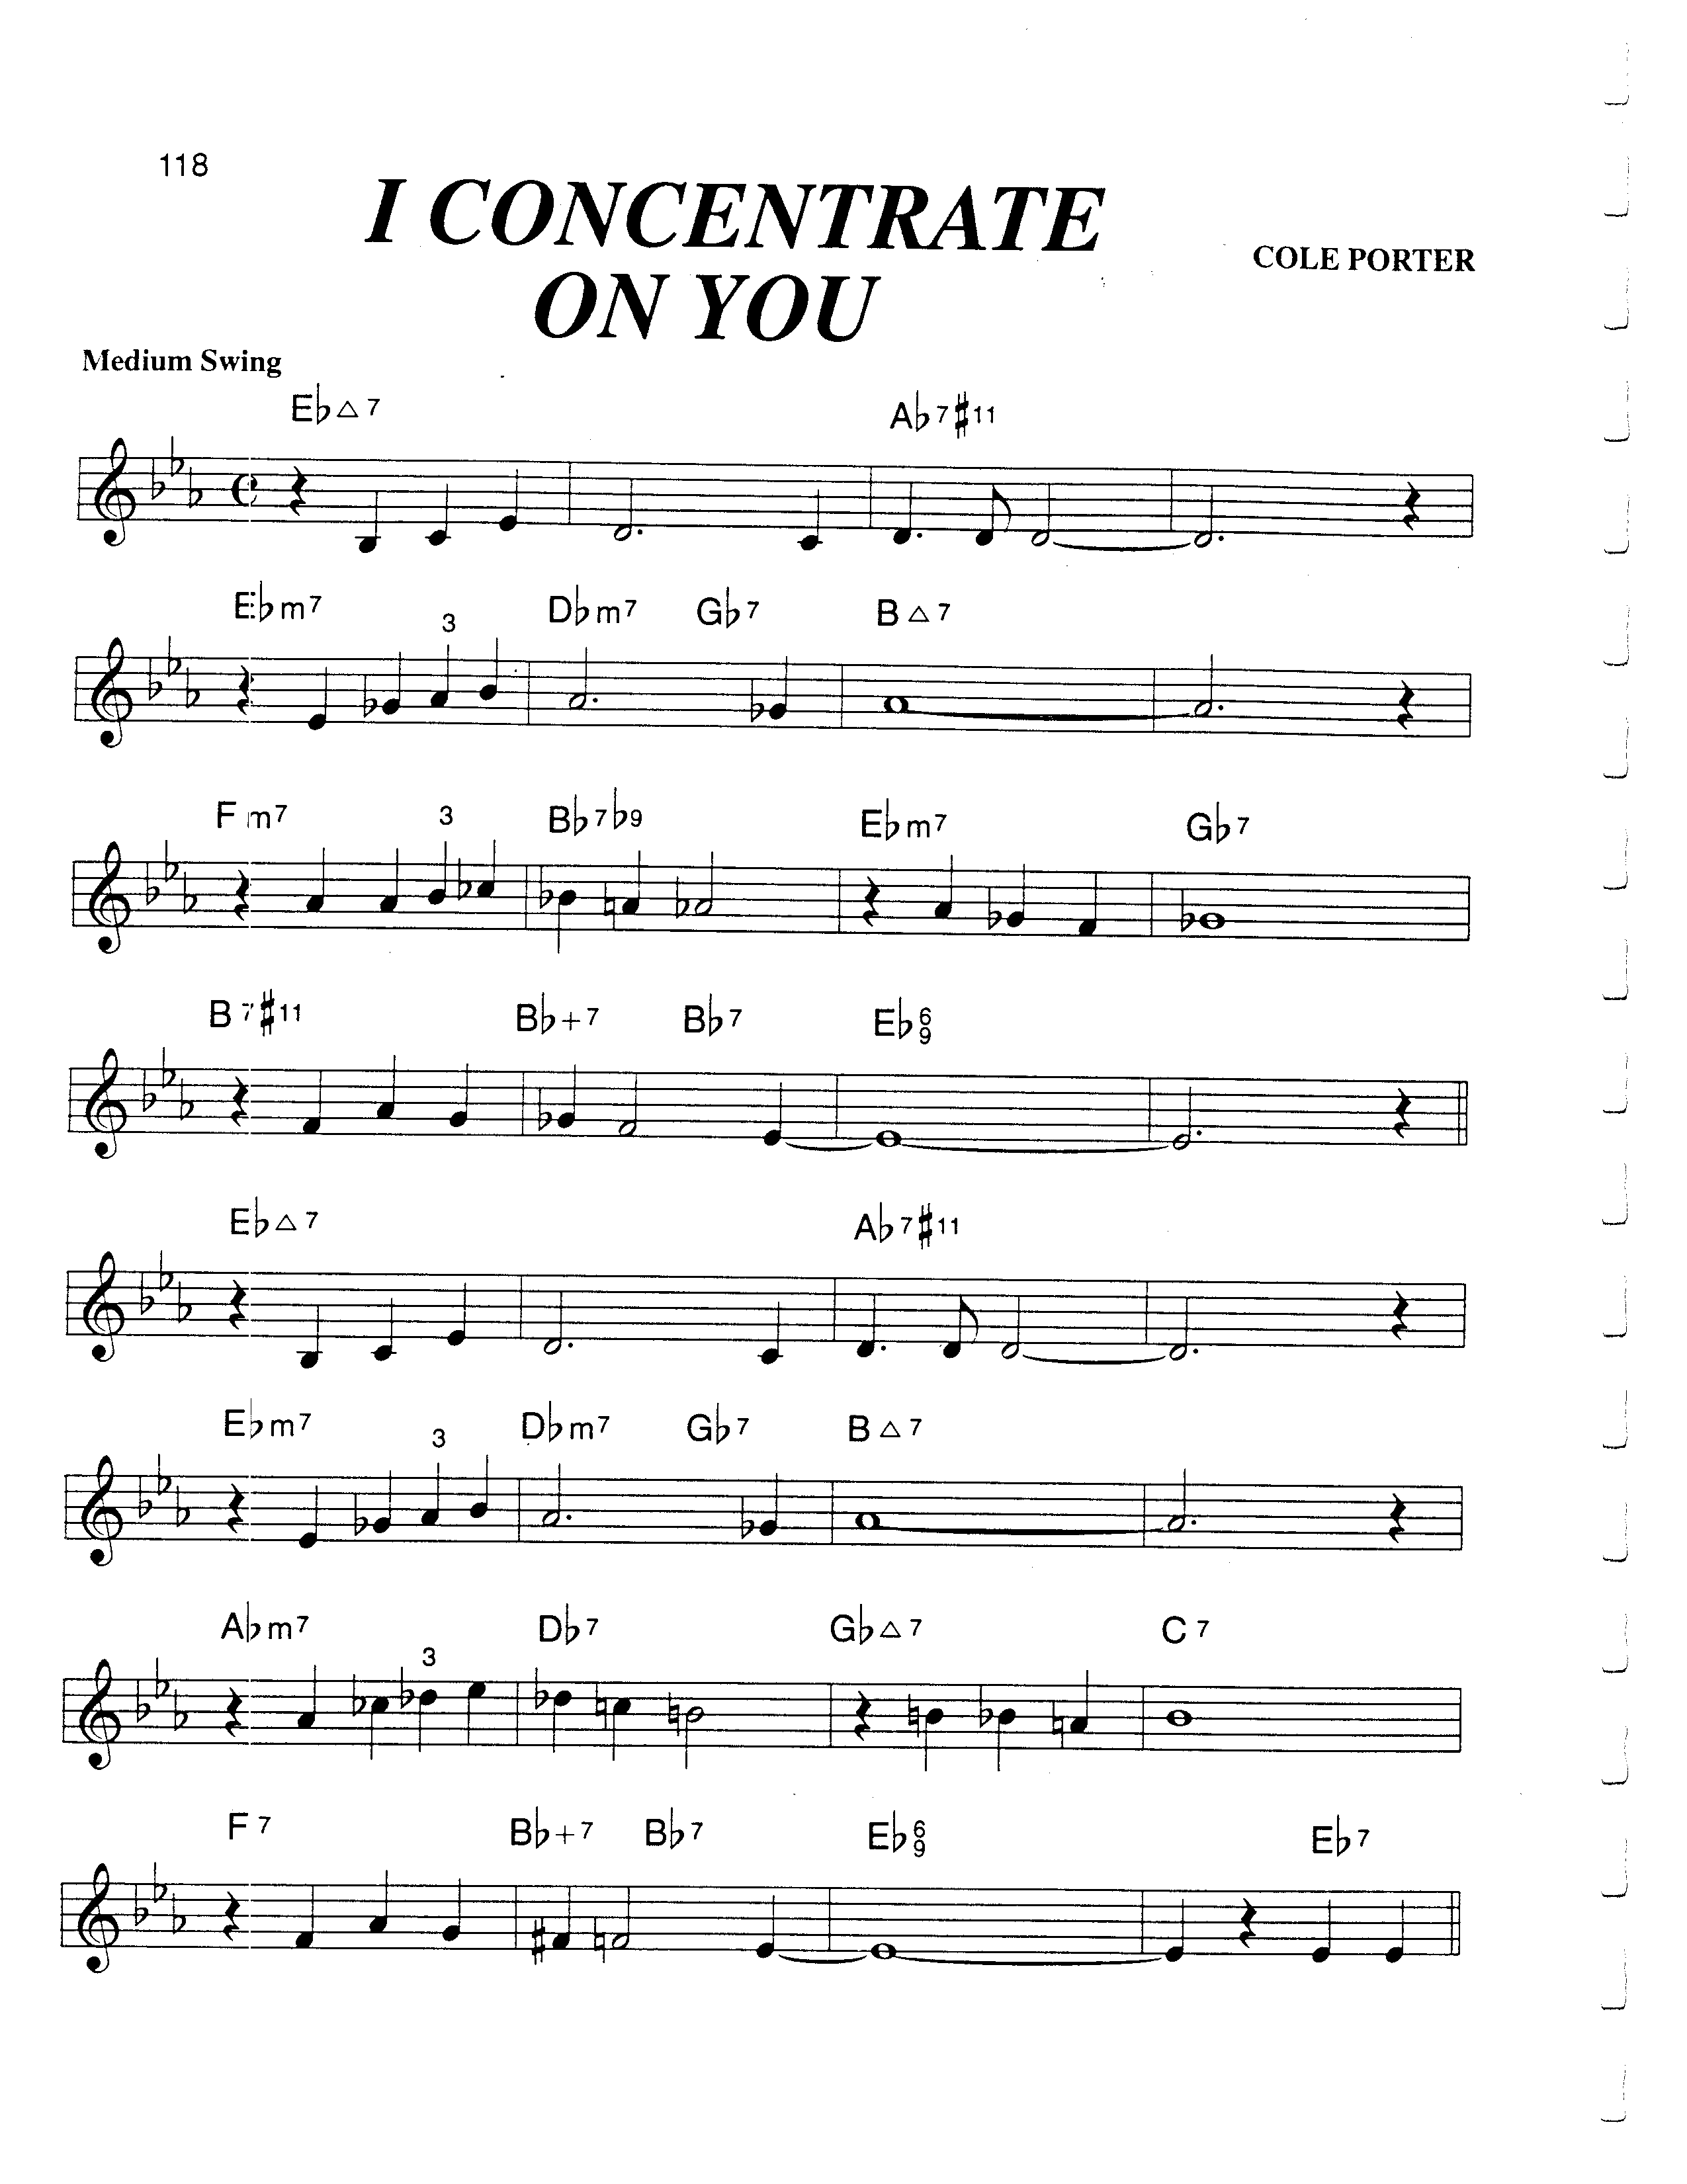 118
I CONCENTRATE
ON YOU
COLE PORTER
Medium Swing
E♭△7 A♭7♯11
E♭m7 D♭m7 G♭7 B△7
3
Fm7 B♭7♭9 E♭m7 G♭7
3
B7♯11 B♭+7 B♭7 E♭6/9
E♭△7 A♭7♯11
E♭m7 D♭m7 G♭7 B△7
3
A♭m7 D♭7 G♭△7 C7
3
F7 B♭+7 B♭7 E♭6/9 E♭7